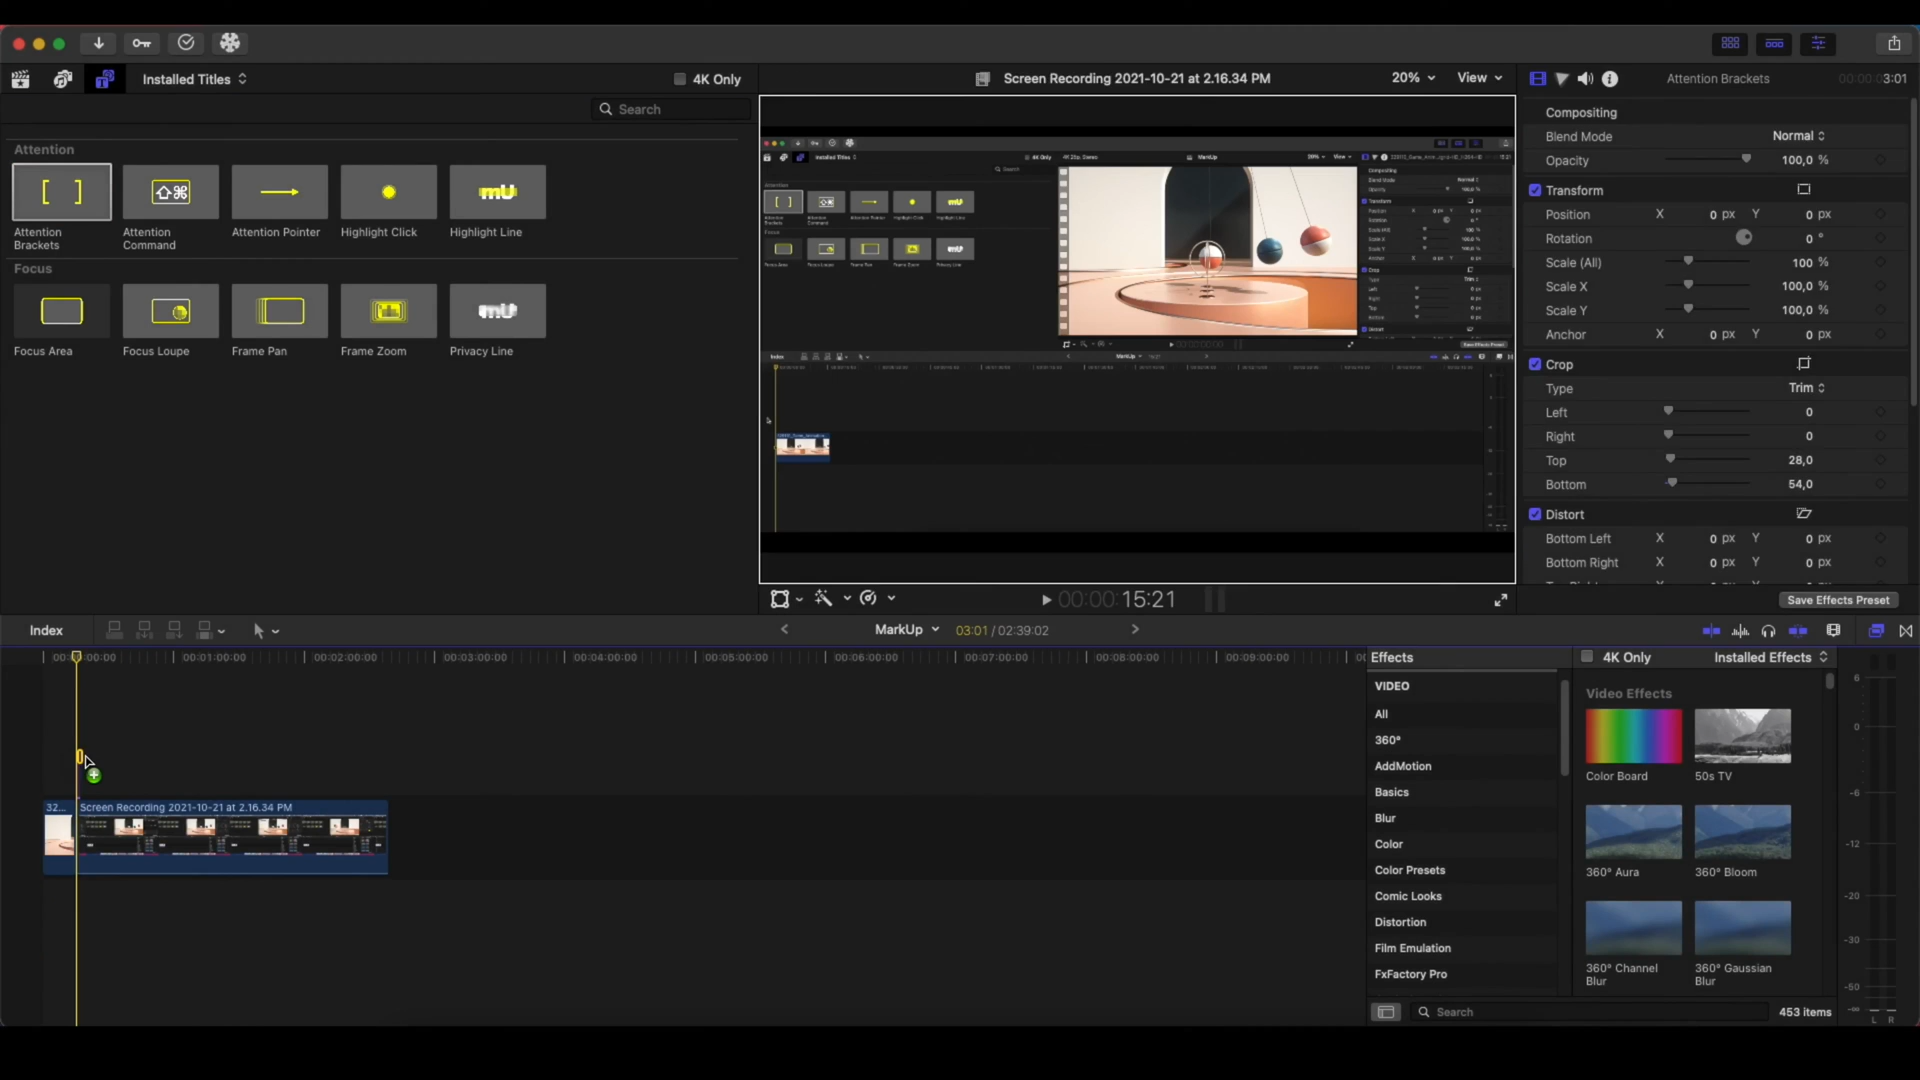 Installed Titles
4K Only
Screen Recording 2021-10-21 at 2.16.34 PM
20%
View
Attention Brackets
3:01
Search
Attention
Attention Brackets
Attention Command
Attention Pointer
Highlight Click
mU
Highlight Line
Focus
Focus Area
Focus Loupe
Frame Pan
Frame Zoom
mU
Privacy Line
Compositing
Blend Mode
Normal
Opacity
100,0 %
Transform
Position
X
0 px
Y
0 px
Rotation
0 °
Scale (All)
100 %
Scale X
100,0 %
Scale Y
100,0 %
Anchor
X
0 px
Y
0 px
Crop
Type
Trim
Left
0
Right
0
Top
28,0
Bottom
54,0
Distort
Bottom Left
X
0 px
Y
0 px
Bottom Right
X
0 px
Y
0 px
Save Effects Preset
00:00:15:21
Index
MarkUp
03:01 / 02:39:02
00:01:00:00
00:02:00:00
00:03:00:00
00:04:00:00
00:05:00:00
00:06:00:00
00:07:00:00
00:08:00:00
00:09:00:00
32...
Screen Recording 2021-10-21 at 2.16.34 PM
Effects
4K Only
Installed Effects
VIDEO
All
360°
AddMotion
Basics
Blur
Color
Color Presets
Comic Looks
Distortion
Film Emulation
FxFactory Pro
Video Effects
Color Board
50s TV
360° Aura
360° Bloom
360° Channel Blur
360° Gaussian Blur
Search
453 items
6
0
-6
-12
-20
-30
-50
-∞
L R